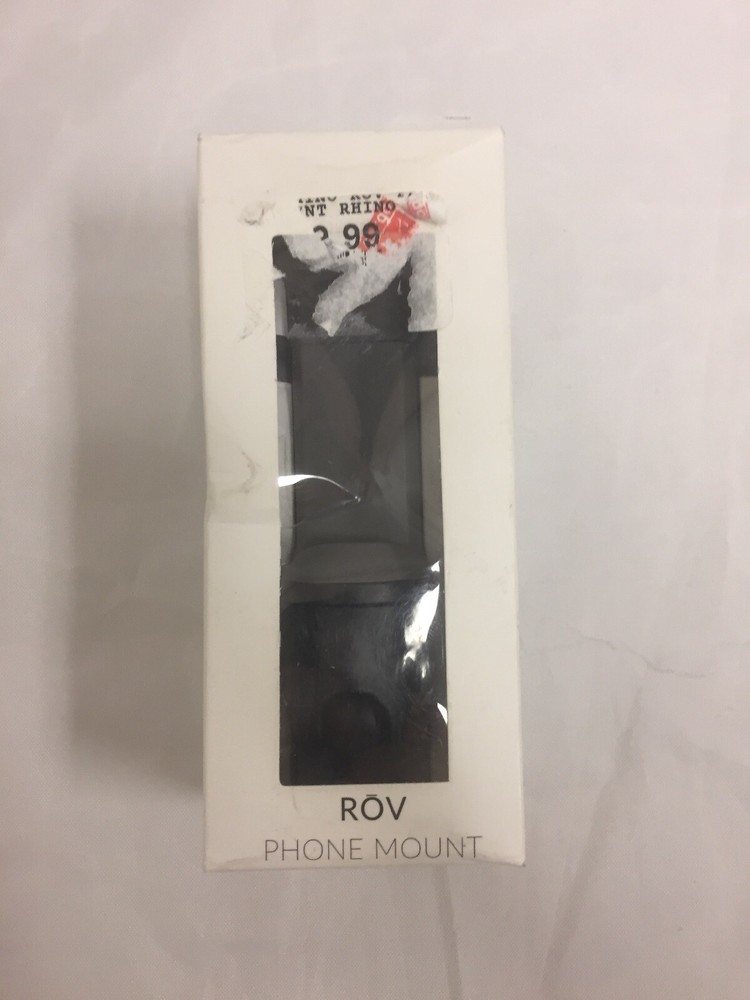 'NT RHINO
.99
RŌV
PHONE MOUNT